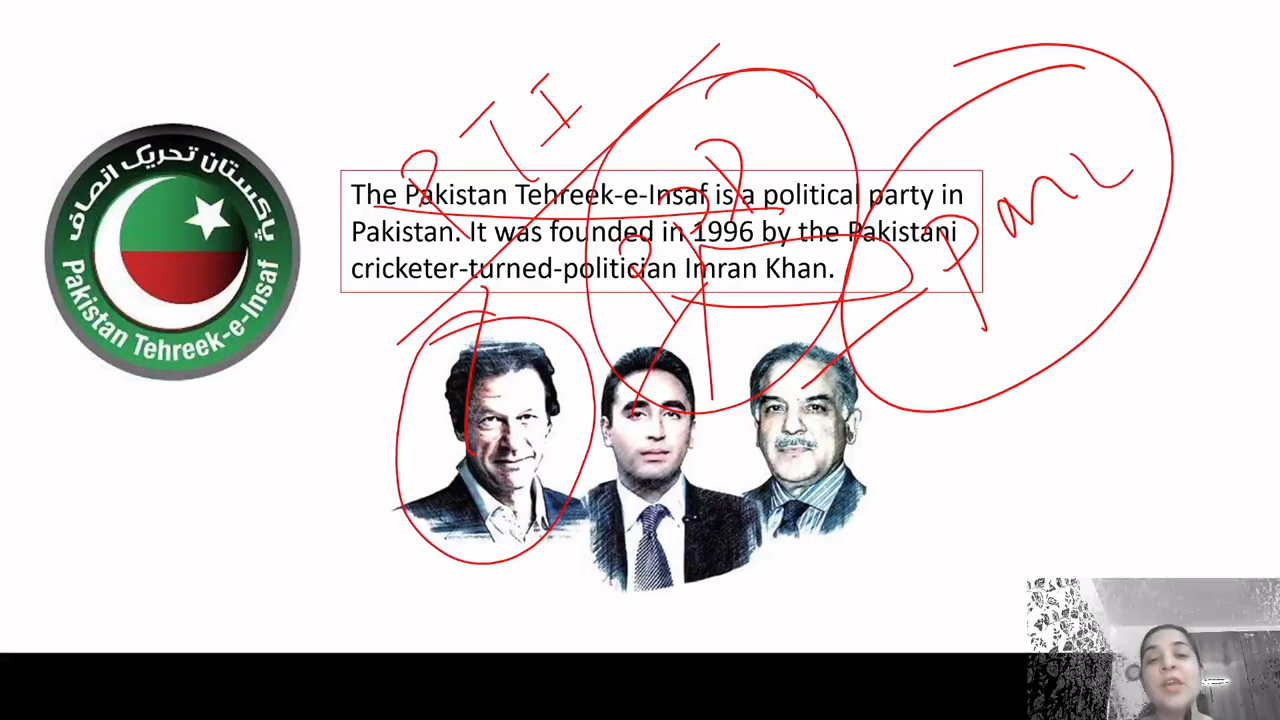 پاکستان تحریک انصاف
Pakistan Tehreek-e-Insaf
PTI
The Pakistan Tehreek-e-Insaf is a political party in
Pakistan. It was founded in 1996 by the Pakistani
cricketer-turned-politician Imran Khan.
PPP
PML